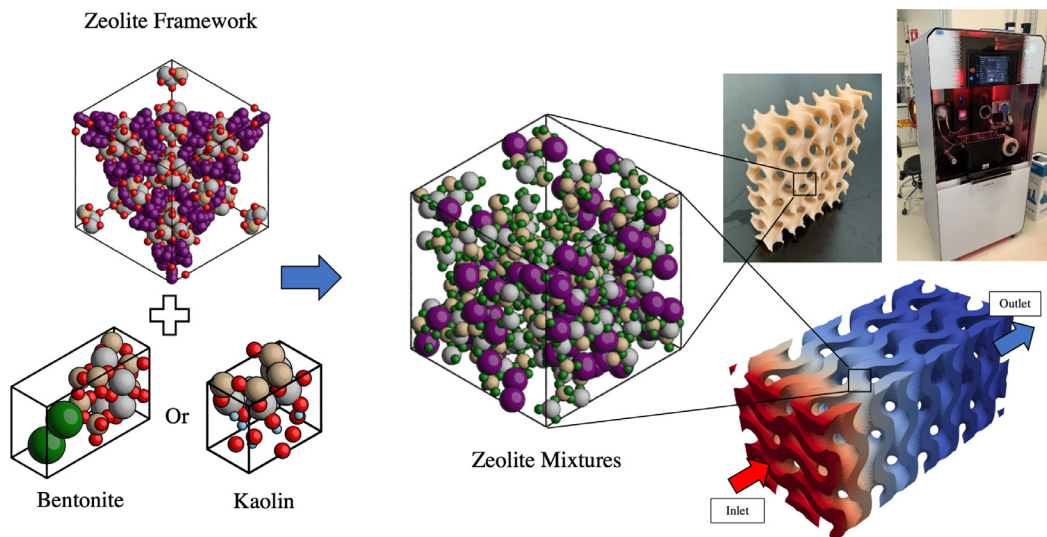 Zeolite Framework
Or
Bentonite
Kaolin
Zeolite Mixtures
Outlet
Inlet